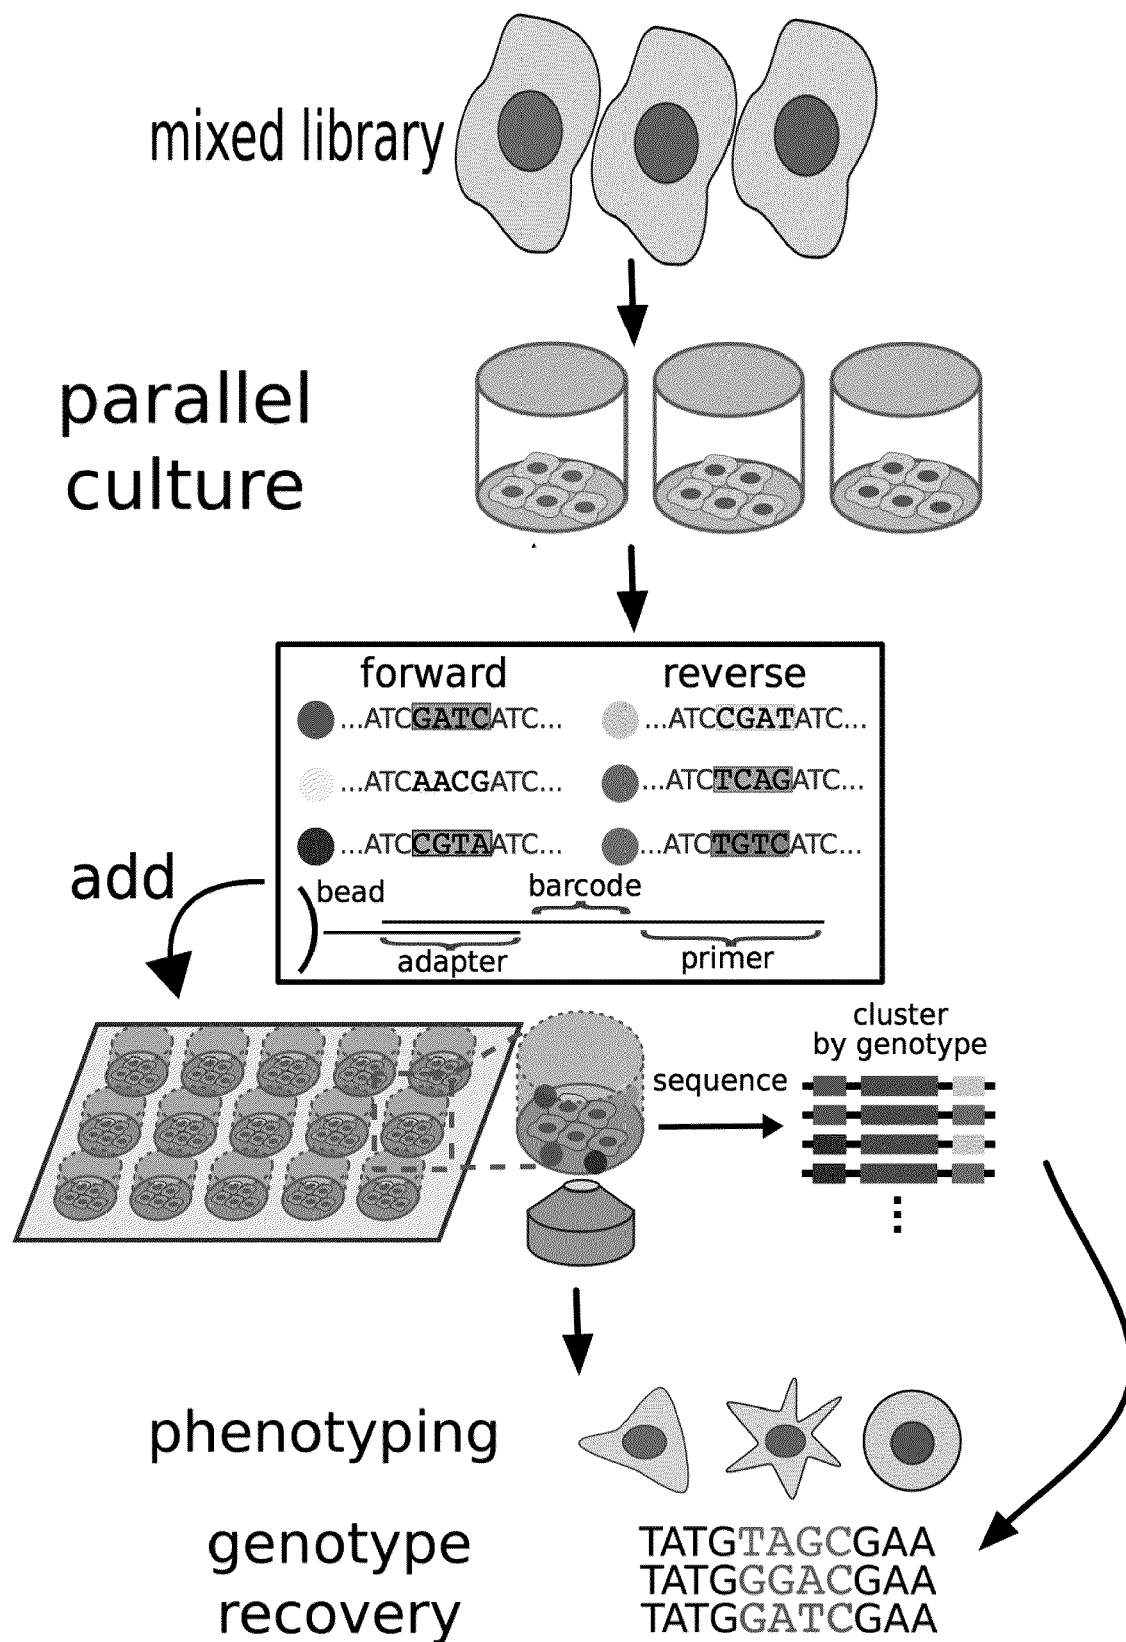 mixed library
parallel
culture
forward reverse
...ATCGATCATC... ...ATCCGATATC...
...ATCAACGATC... ...ATCTCAGATC...
...ATCCGTAATC... ...ATCTGTCATC...
add
bead
barcode
adapter
primer
cluster
by genotype
sequence
phenotyping
genotype
recovery
TATGTAGCGAA
TATGGGACGAA
TATGGATCGAA